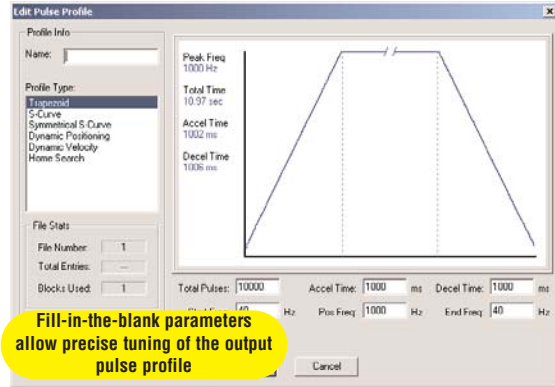 Edit Pulse Profile
Profile Info
Name:
Profile Type:
Trapezoid
S-Curve
Symmetrical S-Curve
Dynamic Positioning
Dynamic Velocity
Home Search
File Stats
File Number: 1
Total Entries: --
Blocks Used: 1
Peak Freq
1000 Hz
Total Time
10.97 sec
Accel Time
1002 ms
Decel Time
1006 ms
Total Pulses: 10000 Accel Time: 1000 ms Decel Time: 1000 ms
40 Hz Pos Freq: 1000 Hz End Freq: 40 Hz
Fill-in-the-blank parameters
allow precise tuning of the output
pulse profile
Cancel